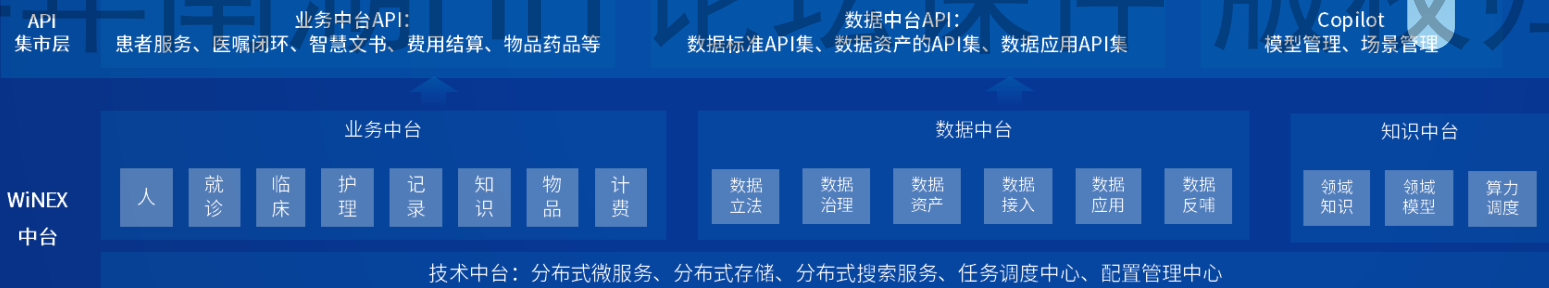 API
集市层
业务中台API：
患者服务、医嘱闭环、智慧文书、费用结算、物品药品等
数据中台API：
数据标准API集、数据资产的API集、数据应用API集
Copilot
模型管理、场景管理
WiNEX
中台
业务中台
人
就诊
临床
护理
记录
知识
物品
计费
数据中台
数据
立法
数据
治理
数据
资产
数据
接入
数据
应用
数据
反哺
知识中台
领域
知识
领域
模型
算力
调度
技术中台：分布式微服务、分布式存储、分布式搜索服务、任务调度中心、配置管理中心